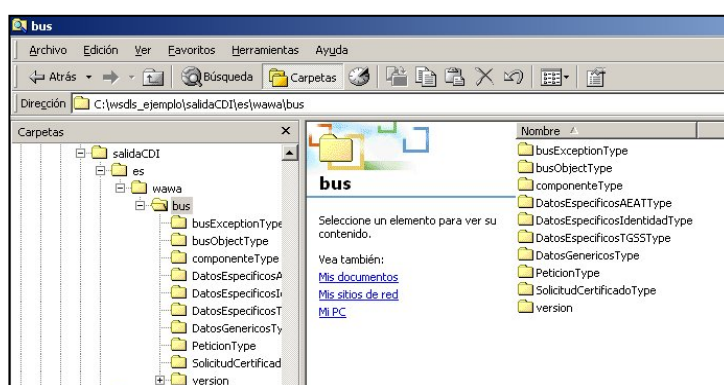 bus
Archivo Edición Ver Favoritos Herramientas Ayuda
Atrás Búsqueda Carpetas
Dirección C:\wsdls_ejemplo\salidaCDI\es\wawa\bus
Carpetas
salidaCDI
es
wawa
bus
busExceptionType
busObjectType
componenteType
DatosEspecificosA
DatosEspecificosI
DatosEspecificosT
DatosGenericosTy
PeticionType
SolicitudCertificad
version
bus
Seleccione un elemento para ver su
contenido.
Vea también:
Mis documentos
Mis sitios de red
Mi PC
Nombre
busExceptionType
busObjectType
componenteType
DatosEspecificosAEATType
DatosEspecificosIdentidadType
DatosEspecificosTGSSType
DatosGenericosType
PeticionType
SolicitudCertificadoType
version